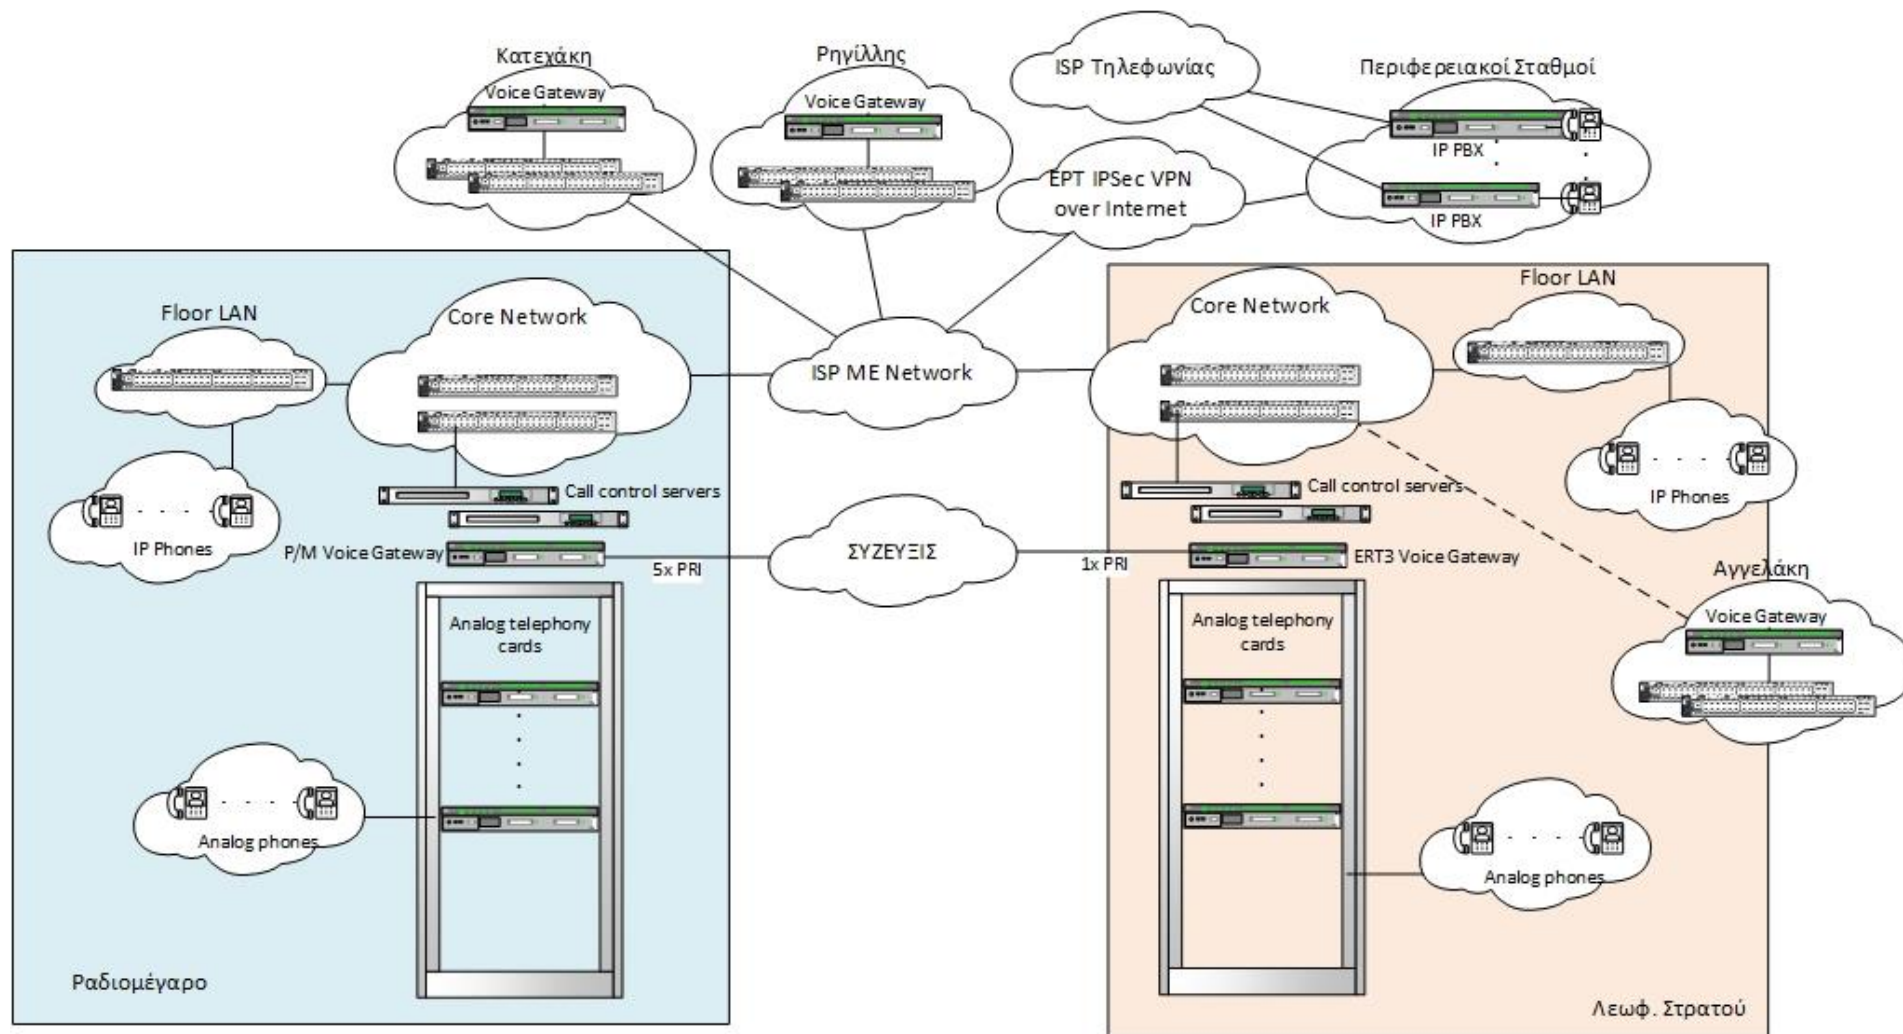 Κατεχάκη
Voice Gateway
Ρηγίλλης
Voice Gateway
ISP Τηλεφωνίας
Περιφερειακοί Σταθμοί
IP PBX
IP PBX
ΕΡΤ IPSec VPN
over Internet
Floor LAN
Core Network
ISP ME Network
Core Network
Floor LAN
IP Phones
Call control servers
P/M Voice Gateway
5x PRI
ΣΥΖΕΥΞΙΣ
1x PRI
Call control servers
ERT3 Voice Gateway
IP Phones
Αγγελάκη
Voice Gateway
Analog telephony
cards
Analog telephony
cards
Analog phones
Analog phones
Ραδιομέγαρο
Λεωφ. Στρατού